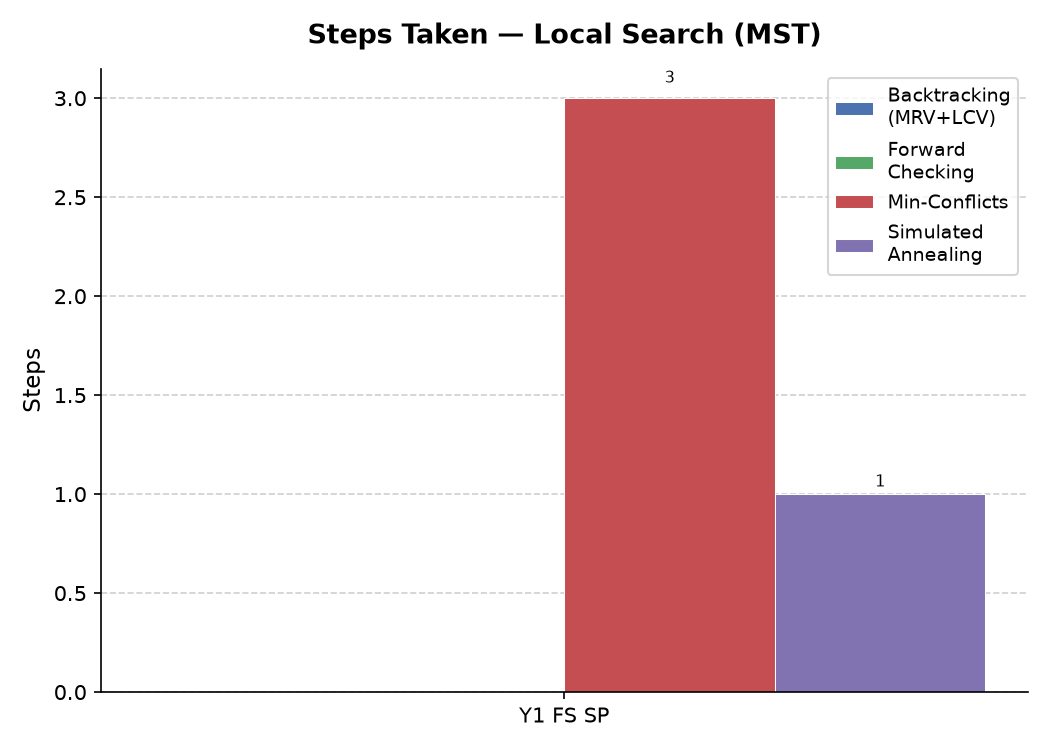 Steps Taken — Local Search (MST)
3
3.0
Backtracking
(MRV+LCV)
Forward
Checking
2.5
Min-Conflicts
Simulated
Annealing
2.0
Steps
1.5
1
1.0
0.5
0.0
Y1 FS SP